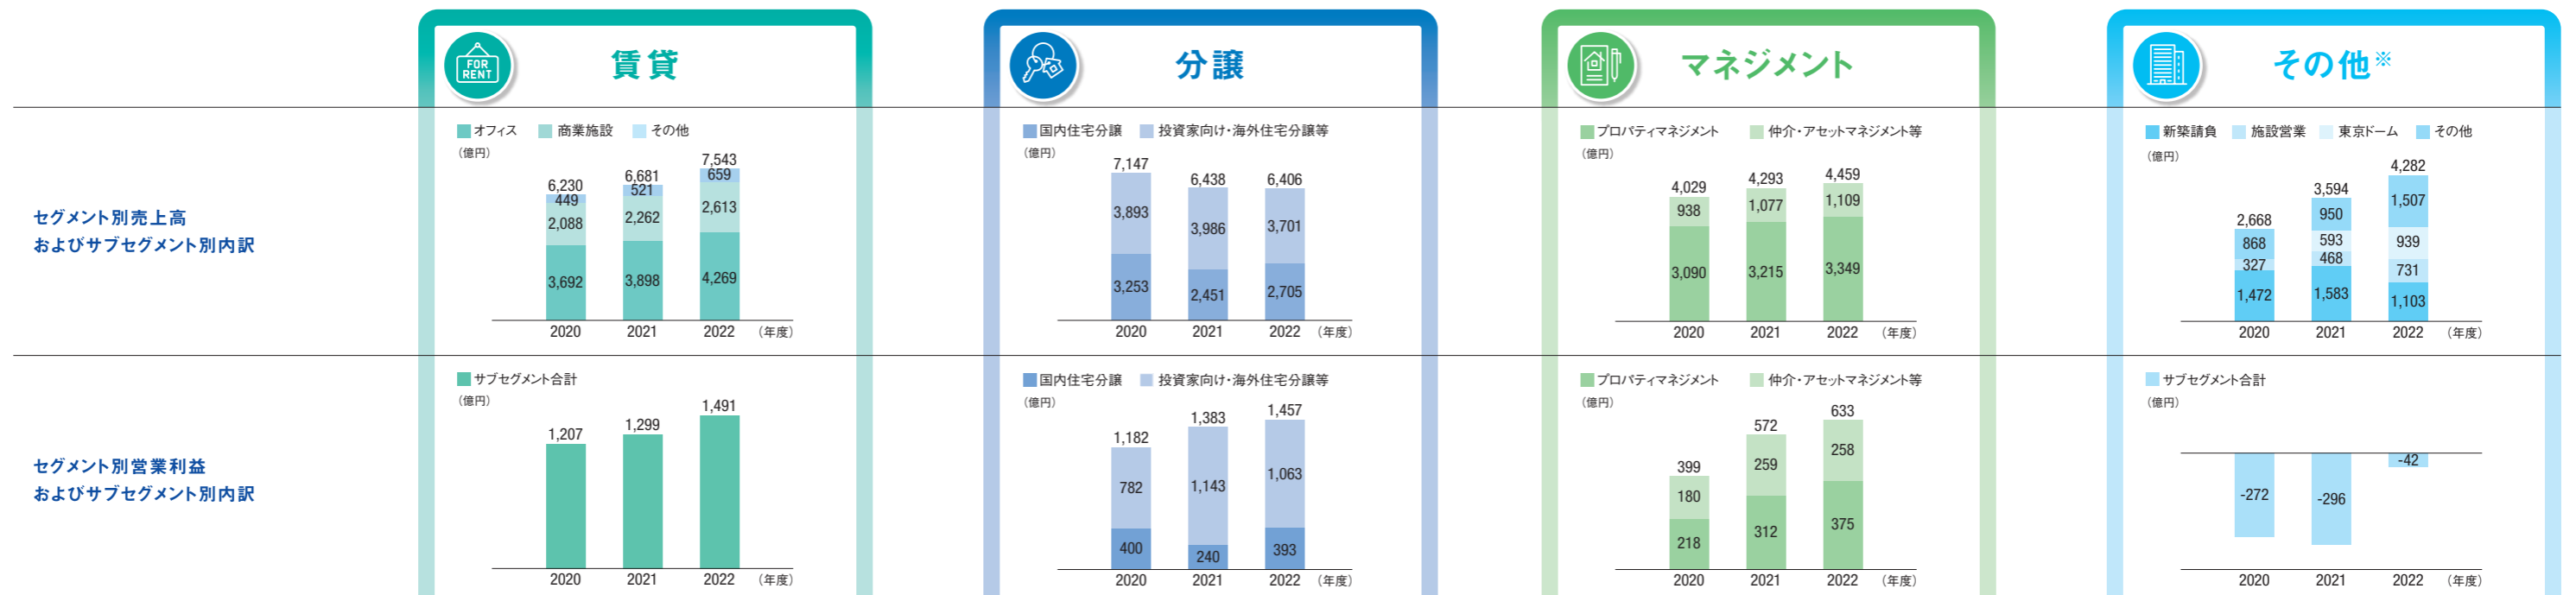 FOR
RENT
賃貸
分譲
マネジメント
その他※
セグメント別売上高
およびサブセグメント別内訳
オフィス 商業施設 その他
(億円)
6,230
449
2,088
3,692
6,681
521
2,262
3,898
7,543
659
2,613
4,269
2020 2021 2022 (年度)
国内住宅分譲 投資家向け・海外住宅分譲等
(億円)
7,147
3,893
3,253
6,438
3,986
2,451
6,406
3,701
2,705
2020 2021 2022 (年度)
プロパティマネジメント 仲介・アセットマネジメント等
(億円)
4,029
938
3,090
4,293
1,077
3,215
4,459
1,109
3,349
2020 2021 2022 (年度)
新築請負 施設営業 東京ドーム その他
(億円)
2,668
868
327
1,472
3,594
950
593
468
1,583
4,282
1,507
939
731
1,103
2020 2021 2022 (年度)
セグメント別営業利益
およびサブセグメント別内訳
サブセグメント合計
(億円)
1,207
1,299
1,491
2020 2021 2022 (年度)
国内住宅分譲 投資家向け・海外住宅分譲等
(億円)
1,182
782
400
1,383
1,143
240
1,457
1,063
393
2020 2021 2022 (年度)
プロパティマネジメント 仲介・アセットマネジメント等
(億円)
399
180
218
572
259
312
633
258
375
2020 2021 2022 (年度)
サブセグメント合計
(億円)
-272
-296
-42
2020 2021 2022 (年度)